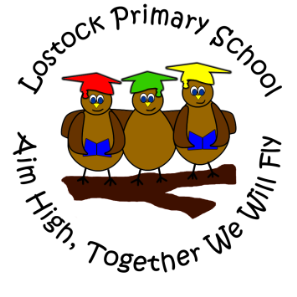 Lostock Primary School
Aim High, Together We Will Fly